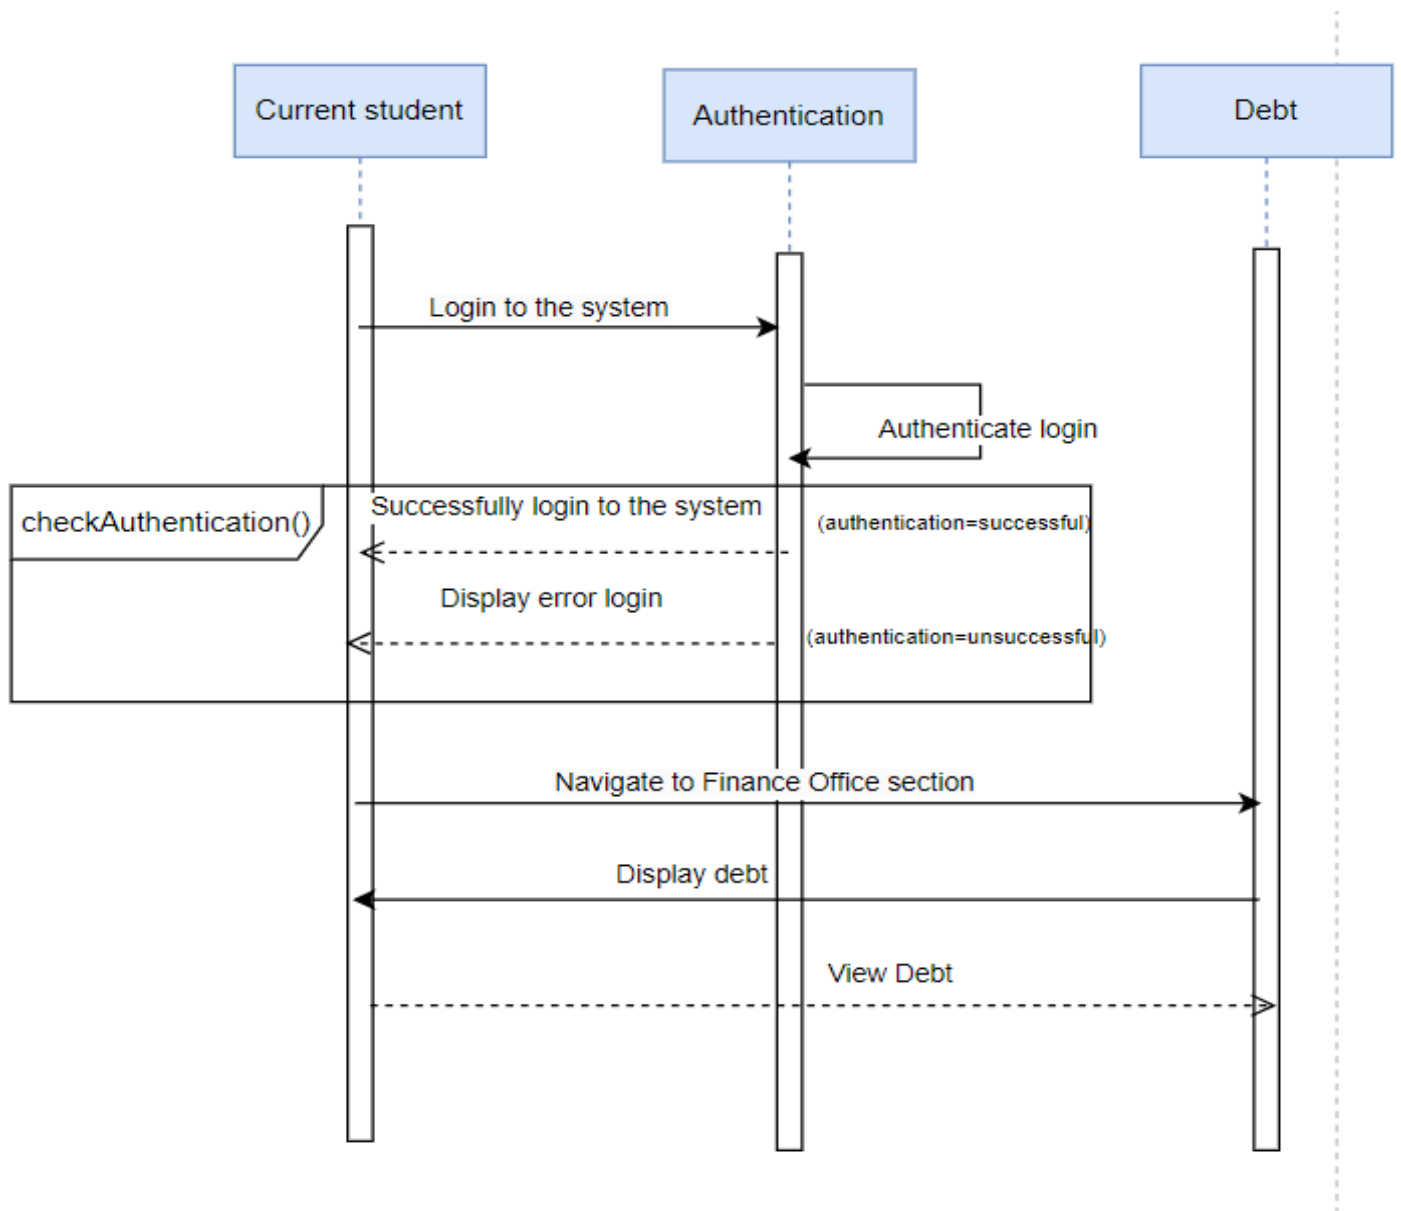 Current student
Authentication
Debt
Login to the system
Authenticate login
checkAuthentication()
Successfully login to the system
(authentication=successful)
Display error login
(authentication=unsuccessful)
Navigate to Finance Office section
Display debt
View Debt